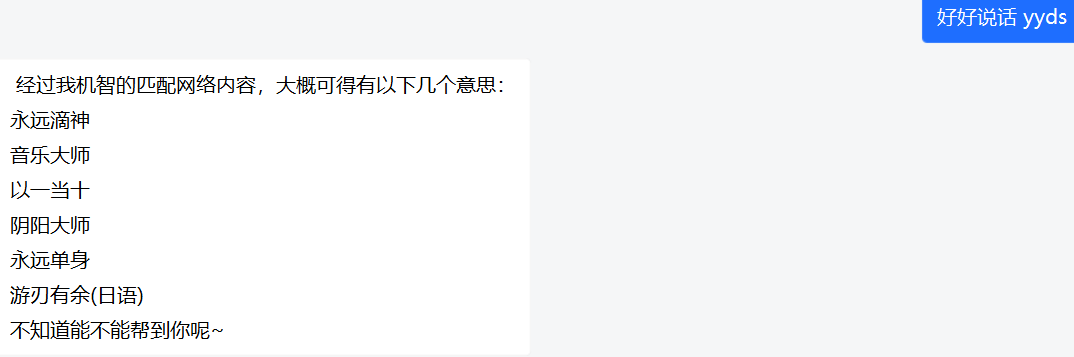 好好说话 yyds
经过我机智的匹配网络内容，大概可得有以下几个意思：
永远滴神
音乐大师
以一当十
阴阳大师
永远单身
游刃有余(日语)
不知道能不能帮到你呢~